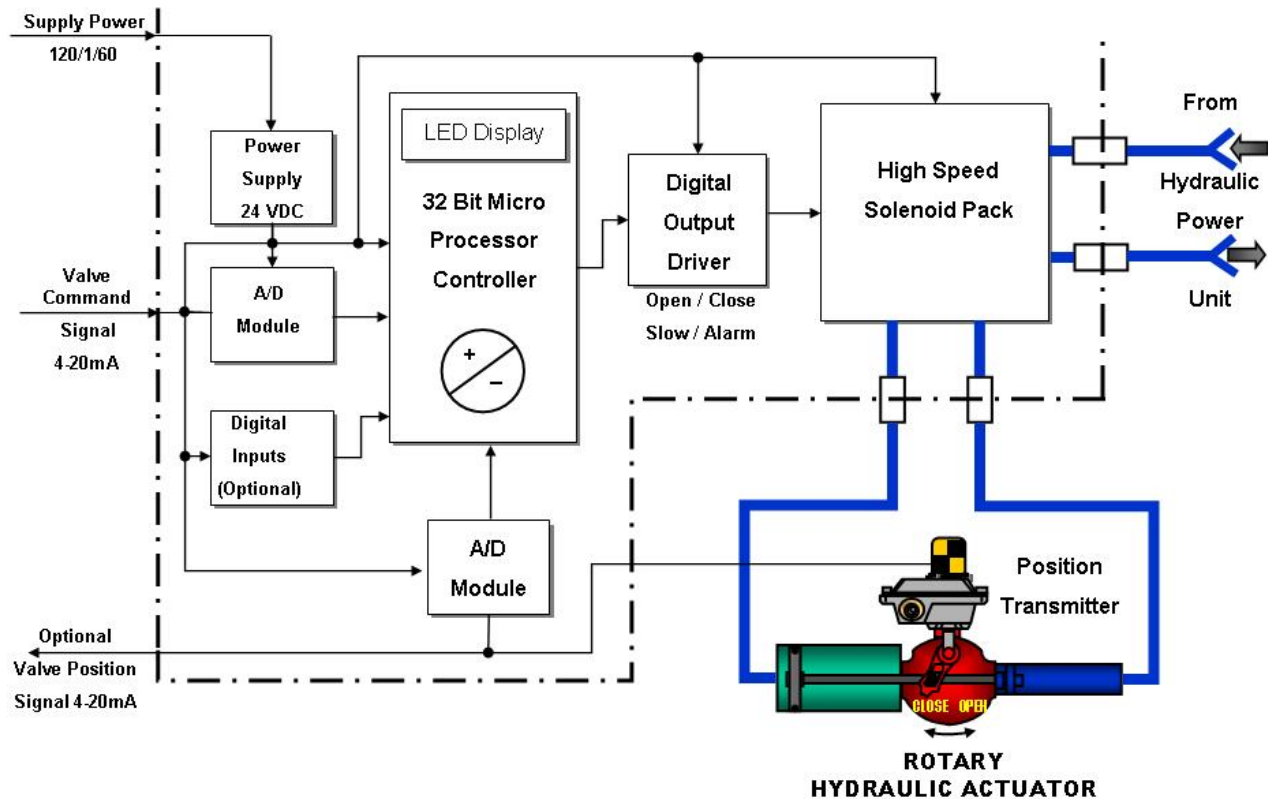 Supply Power
120/1/60
Power
Supply
24 VDC
LED Display
32 Bit Micro
Processor
Controller
+
−
Digital
Output
Driver
Open / Close
Slow / Alarm
High Speed
Solenoid Pack
From
Hydraulic
Power
Unit
Valve
Command
Signal
4-20mA
A/D
Module
Digital
Inputs
(Optional)
A/D
Module
Optional
Valve Position
Signal 4-20mA
Position
Transmitter
CLOSE OPEN
ROTARY
HYDRAULIC ACTUATOR